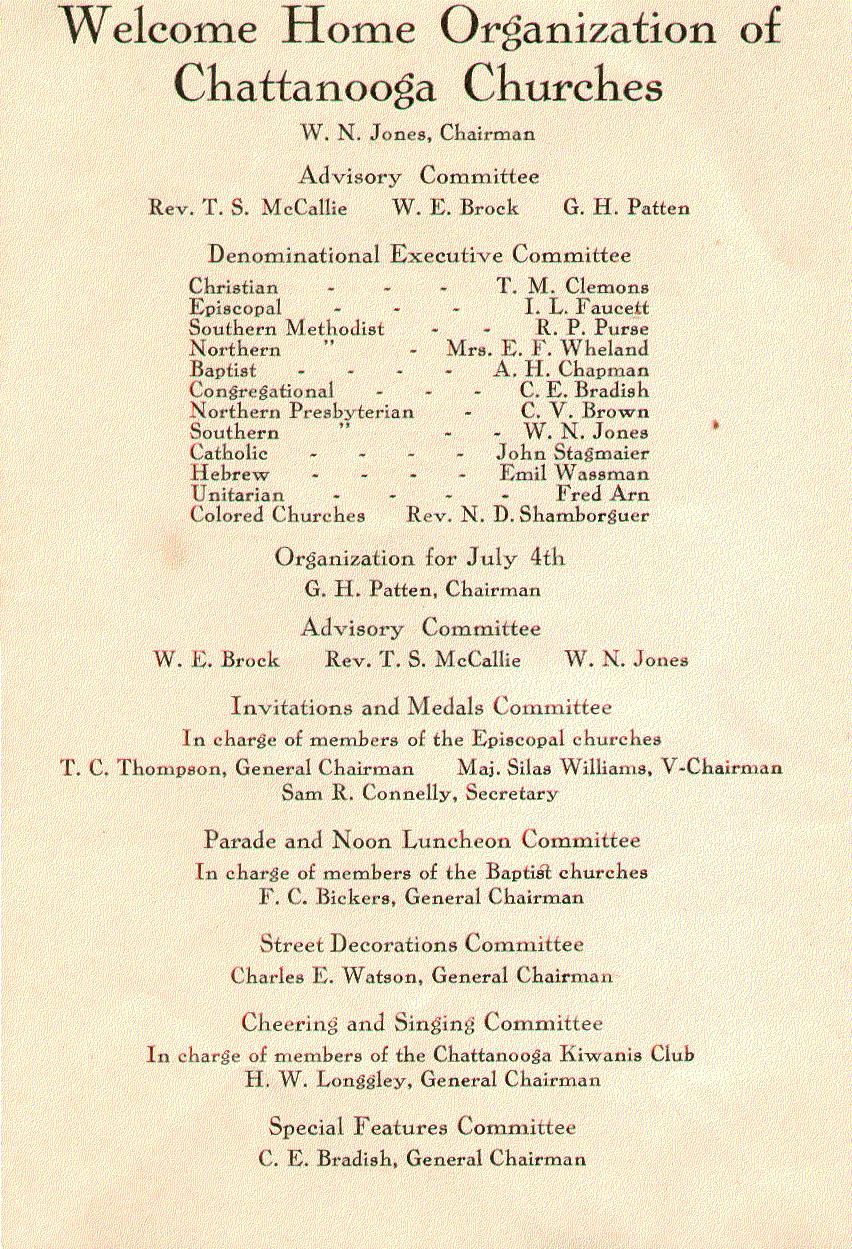 Welcome Home Organization of
Chattanooga Churches
W. N. Jones, Chairman
Advisory Committee
Rev. T. S. McCallie W. E. Brock G. H. Patten
Denominational Executive Committee
Christian - - - T. M. Clemons
Episcopal - - - I. L. Faucett
Southern Methodist - - R. P. Purse
Northern " - Mrs. E. F. Wheland
Baptist - - - - A. H. Chapman
Congregational - - - C. E. Bradish
Northern Presbyterian - C. V. Brown
Southern " - - W. N. Jones
Catholic - - - - John Stagmaier
Hebrew - - - - Emil Wassman
Unitarian - - - - Fred Arn
Colored Churches Rev. N. D. Shamborguer
Organization for July 4th
G. H. Patten, Chairman
Advisory Committee
W. E. Brock Rev. T. S. McCallie W. N. Jones
Invitations and Medals Committee
In charge of members of the Episcopal churches
T. C. Thompson, General Chairman Maj. Silas Williams, V-Chairman
Sam R. Connelly, Secretary
Parade and Noon Luncheon Committee
In charge of members of the Baptist churches
F. C. Bickers, General Chairman
Street Decorations Committee
Charles E. Watson, General Chairman
Cheering and Singing Committee
In charge of members of the Chattanooga Kiwanis Club
H. W. Longgley, General Chairman
Special Features Committee
C. E. Bradish, General Chairman